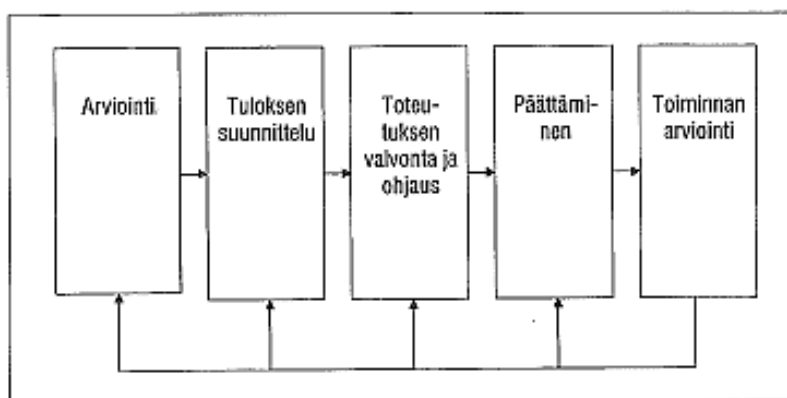 Arviointi
Tuloksen
suunnittelu
Toteu-
tuksen
valvonta ja
ohjaus
Päättämi-
nen
Toiminnan
arviointi